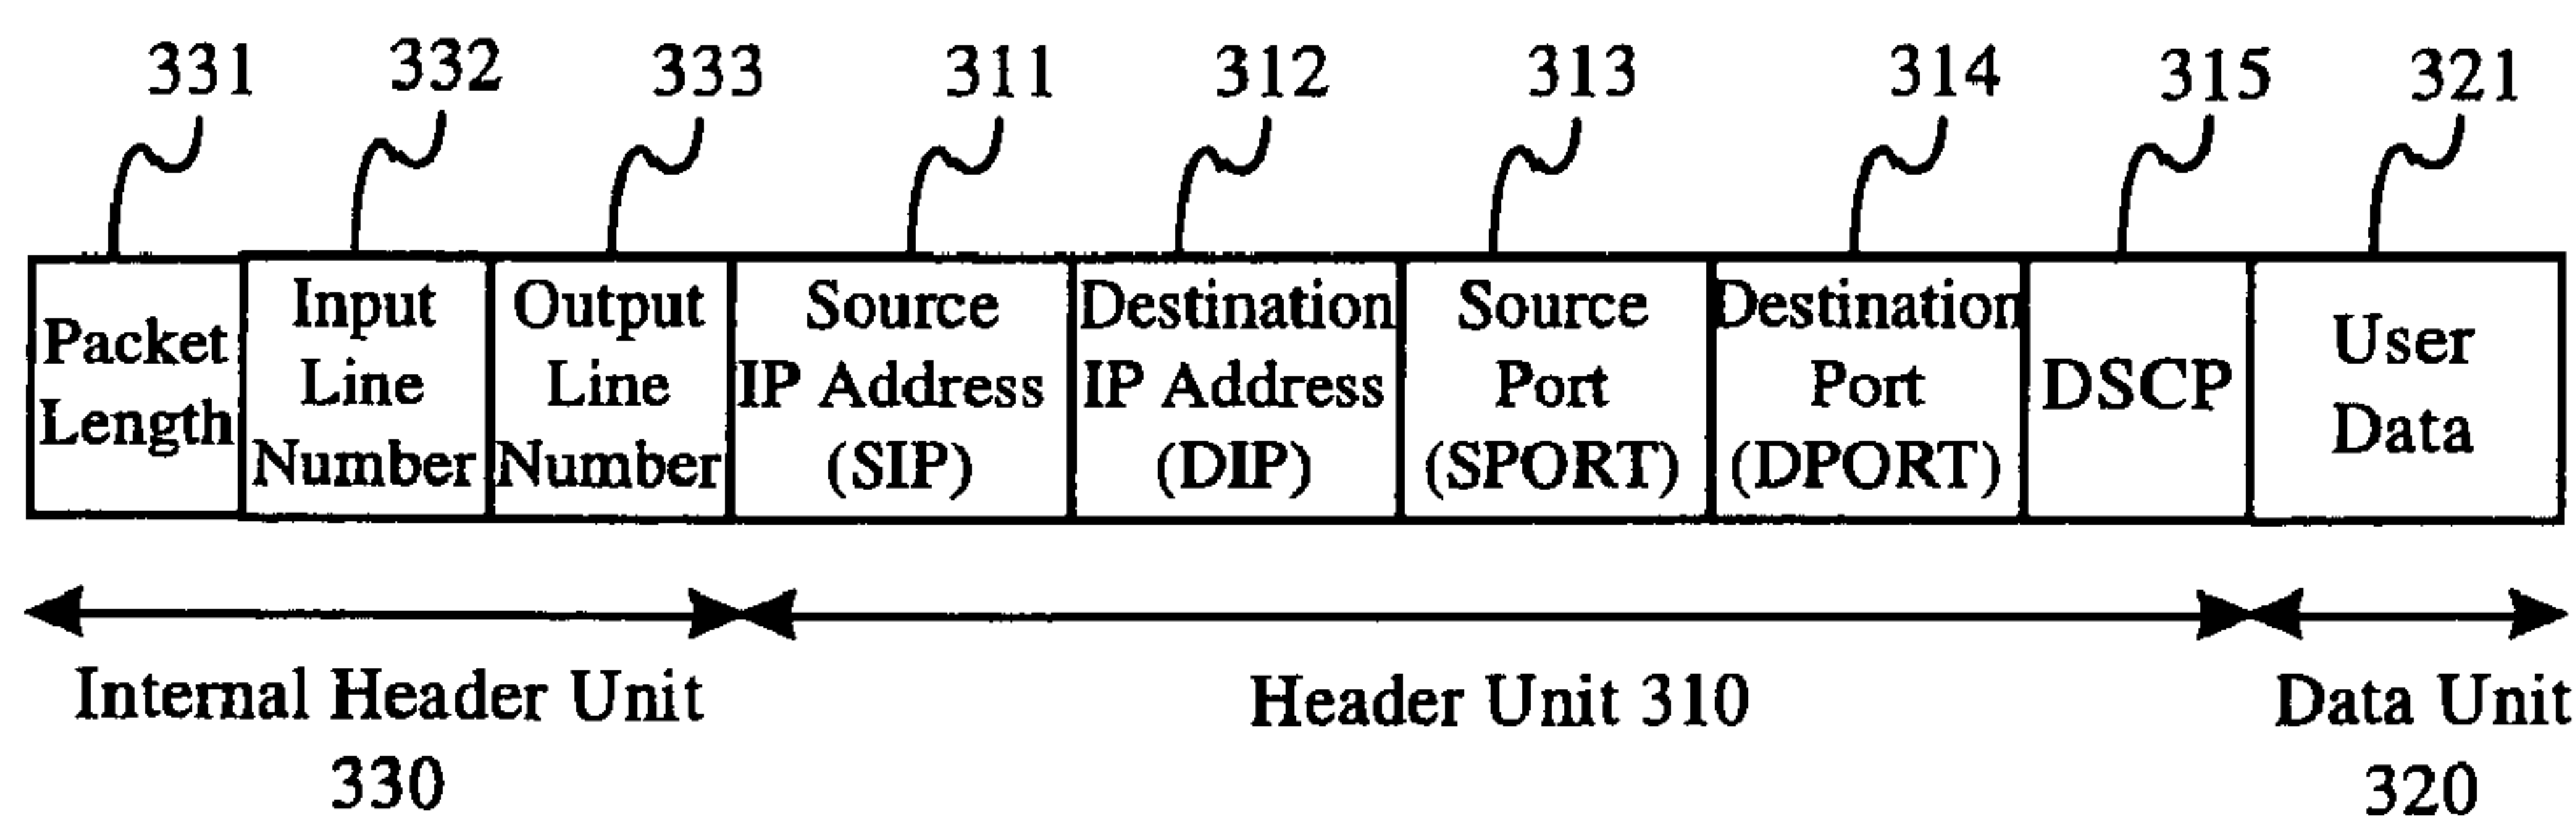 331 332 333 311 312 313 314 315 321
Packet
Length
Input
Line
Number
Output
Line
Number
Source
IP Address
(SIP)
Destination
IP Address
(DIP)
Source
Port
(SPORT)
Destination
Port
(DPORT)
DSCP
User
Data
Internal Header Unit
330
Header Unit 310
Data Unit
320